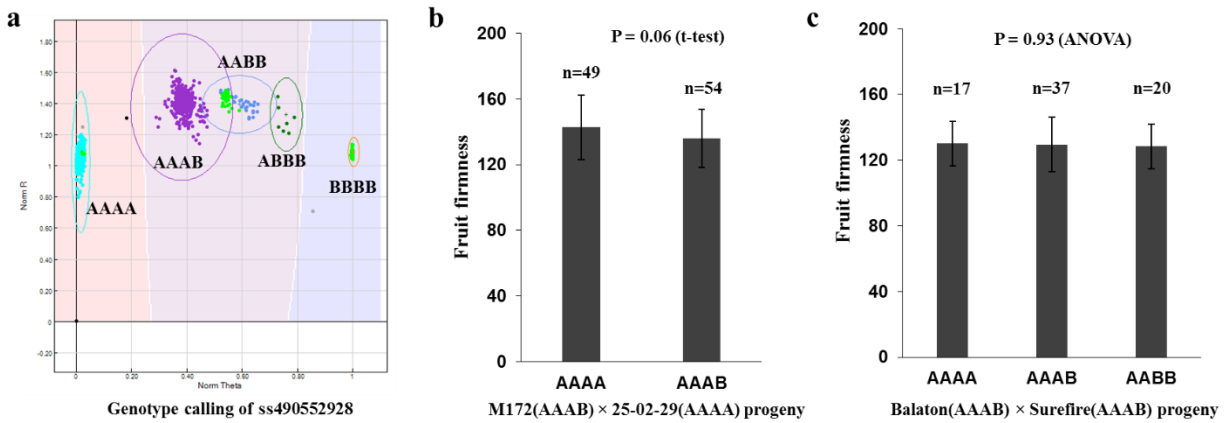 a
1.80
1.60
1.40
1.20
1.00
0.80
0.60
0.40
0.20
0
-0.20
Norm R
AABB
AAAB
ABBB
BBBB
AAAA
0
0.20
0.40
0.60
0.80
1
Norm Theta
Genotype calling of ss490552928
b
P = 0.06 (t-test)
n=49
n=54
200
160
120
80
40
0
Fruit firmness
AAAA
AAAB
M172(AAAB) × 25-02-29(AAAA) progeny
c
P = 0.93 (ANOVA)
n=17
n=37
n=20
200
160
120
80
40
0
Fruit firmness
AAAA
AAAB
AABB
Balaton(AAAB) × Surefire(AAAB) progeny